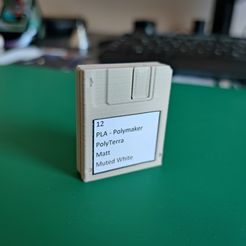 12
PLA - Polymaker
PolyTerra
Matt
Muted White